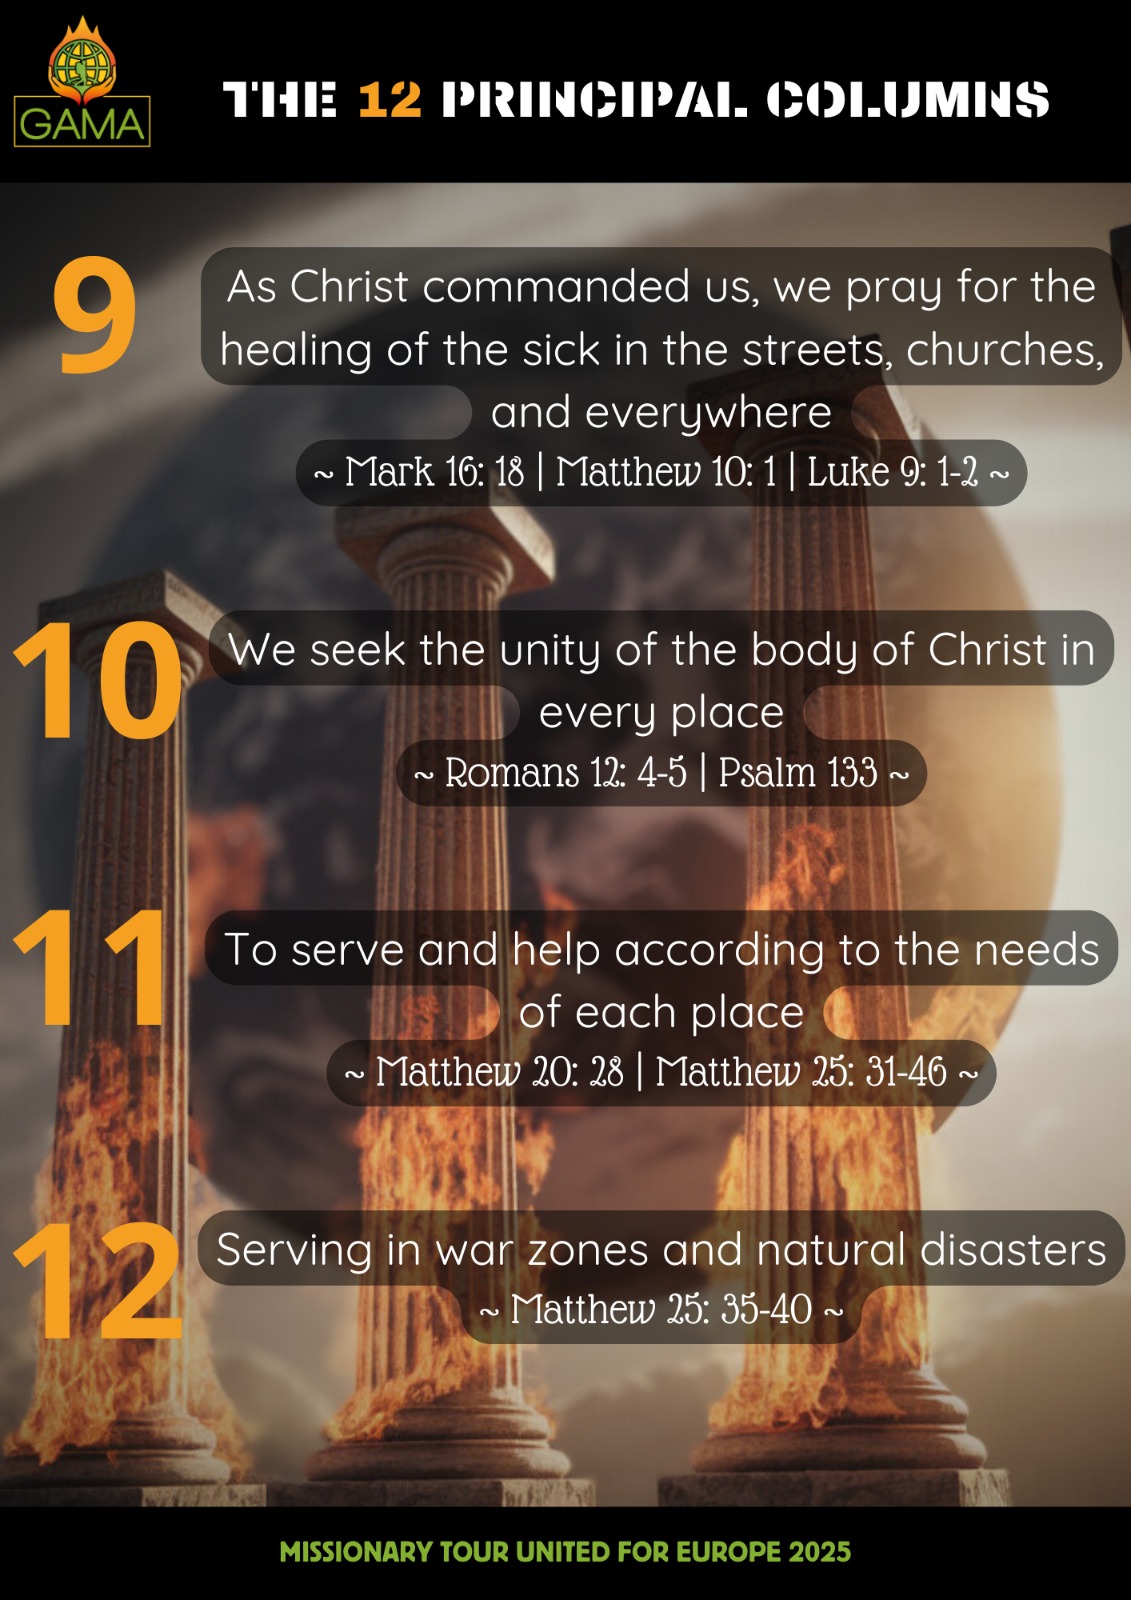 GAMA
THE 12 PRINCIPAL COLUMNS
9
As Christ commanded us, we pray for the
healing of the sick in the streets, churches,
and everywhere
~ Mark 16: 18 | Matthew 10: 1 | Luke 9: 1-2 ~
10
We seek the unity of the body of Christ in
every place
~ Romans 12: 4-5 | Psalm 133 ~
11
To serve and help according to the needs
of each place
~ Matthew 20: 28 | Matthew 25: 31-46 ~
12
Serving in war zones and natural disasters
~ Matthew 25: 35-40 ~
MISSIONARY TOUR UNITED FOR EUROPE 2025